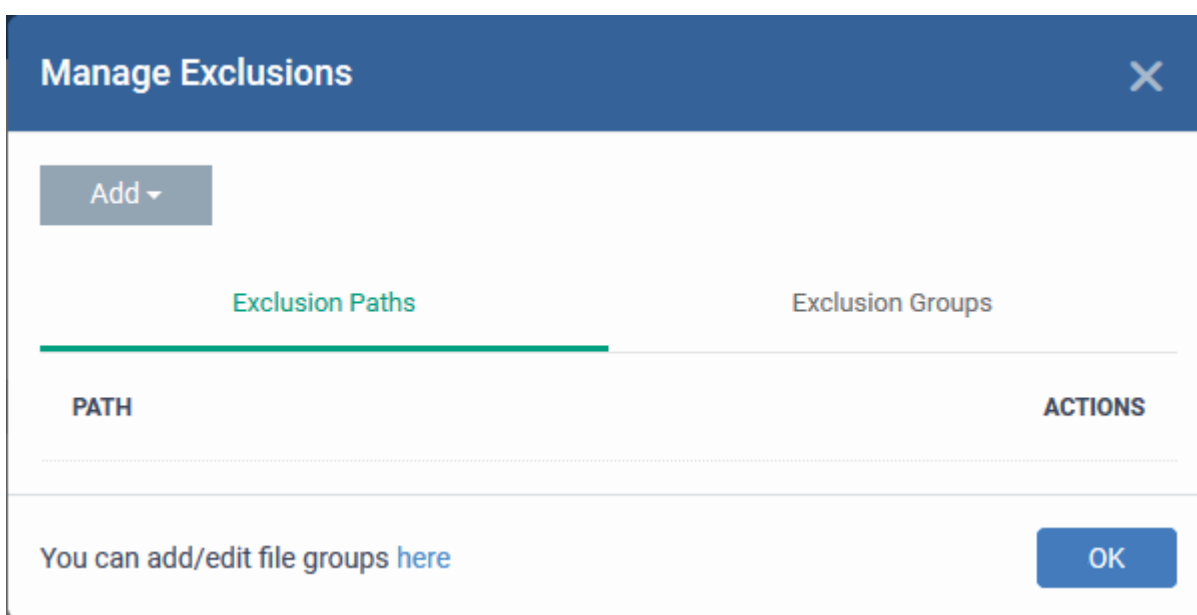 Manage Exclusions
Add
Exclusion Paths Exclusion Groups
PATH ACTIONS
You can add/edit file groups here OK